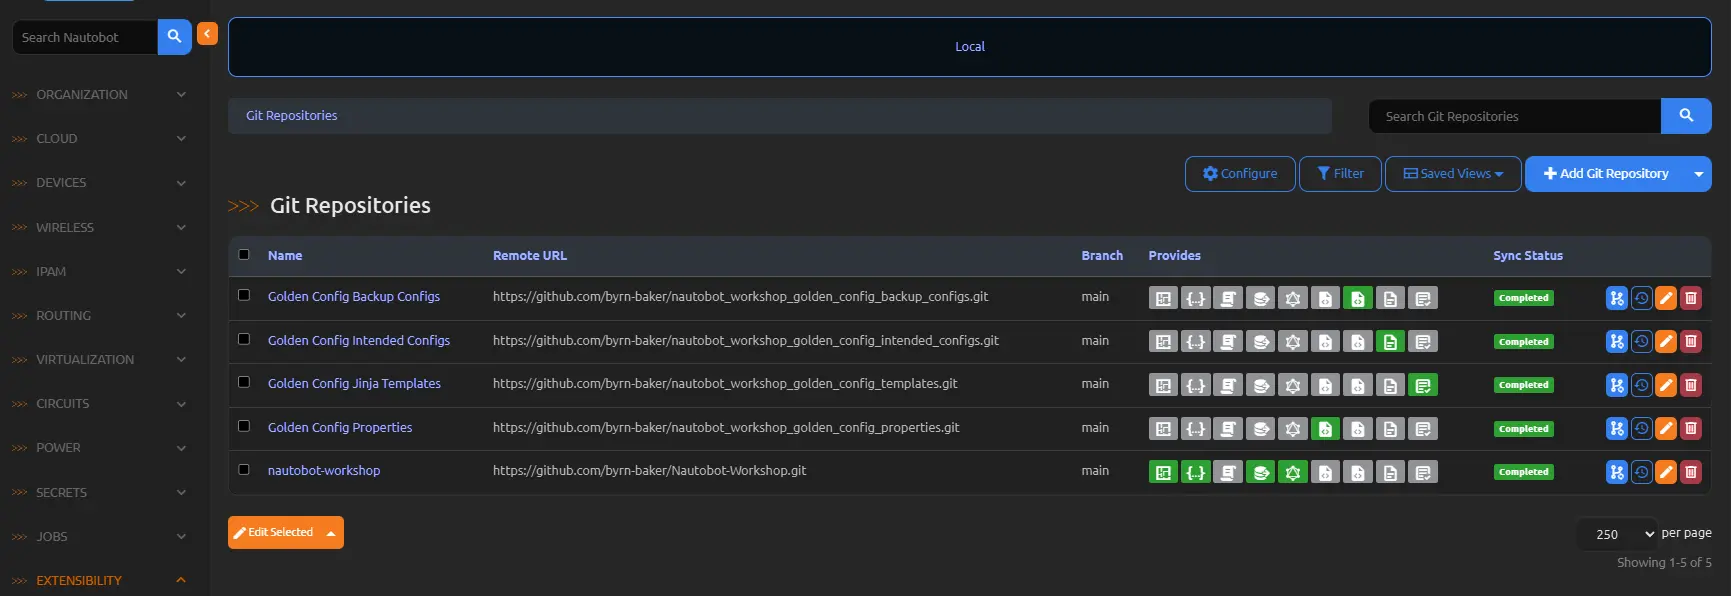 Search Nautobot
ORGANIZATION
CLOUD
DEVICES
WIRELESS
IPAM
ROUTING
VIRTUALIZATION
CIRCUITS
POWER
SECRETS
JOBS
EXTENSIBILITY
Local
Git Repositories
Search Git Repositories
Configure
Filter
Saved Views
Add Git Repository
Git Repositories
Name Remote URL Branch Provides Sync Status
Golden Config Backup Configs https://github.com/byrn-baker/nautobot_workshop_golden_config_backup_configs.git main Completed
Golden Config Intended Configs https://github.com/byrn-baker/nautobot_workshop_golden_config_intended_configs.git main Completed
Golden Config Jinja Templates https://github.com/byrn-baker/nautobot_workshop_golden_config_templates.git main Completed
Golden Config Properties https://github.com/byrn-baker/nautobot_workshop_golden_config_properties.git main Completed
nautobot-workshop https://github.com/byrn-baker/Nautobot-Workshop.git main Completed
Edit Selected
250 per page
Showing 1-5 of 5